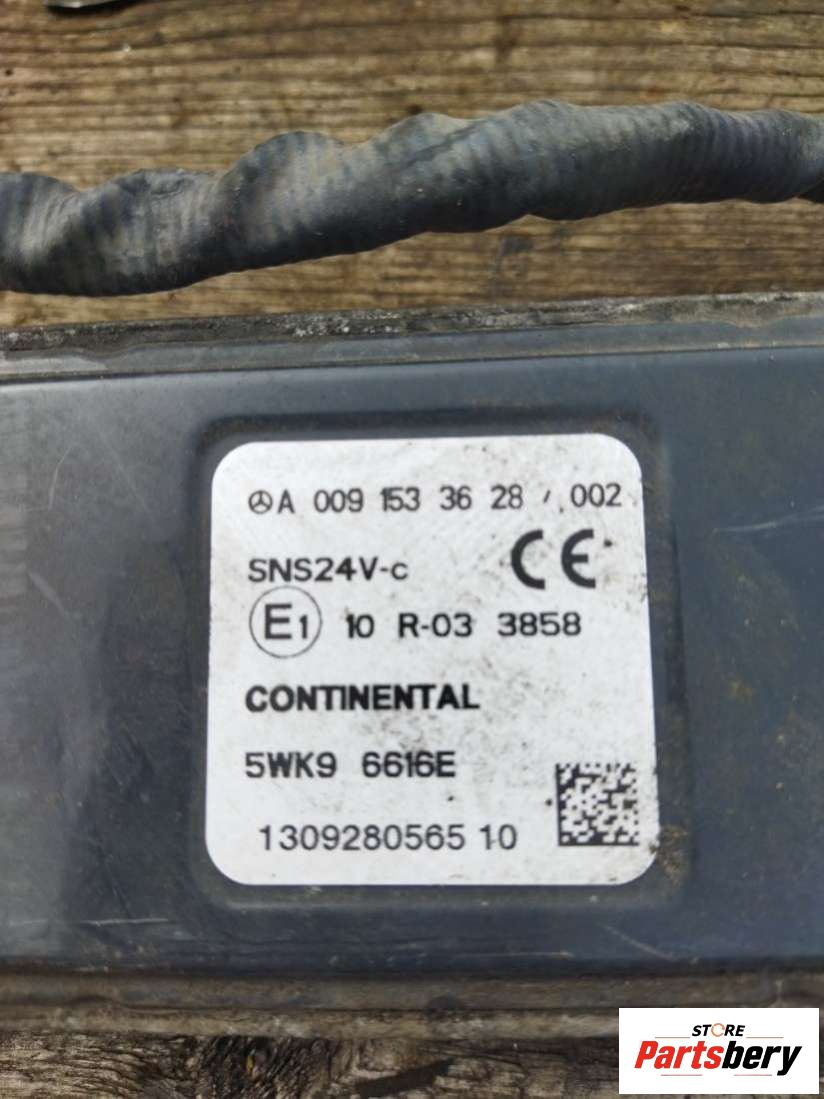 A 009 153 36 28 / 002
SNS24V-c CE
E1 10 R-03 3858
CONTINENTAL
5WK9 6616E
1309280565 10
STORE
Partsbery